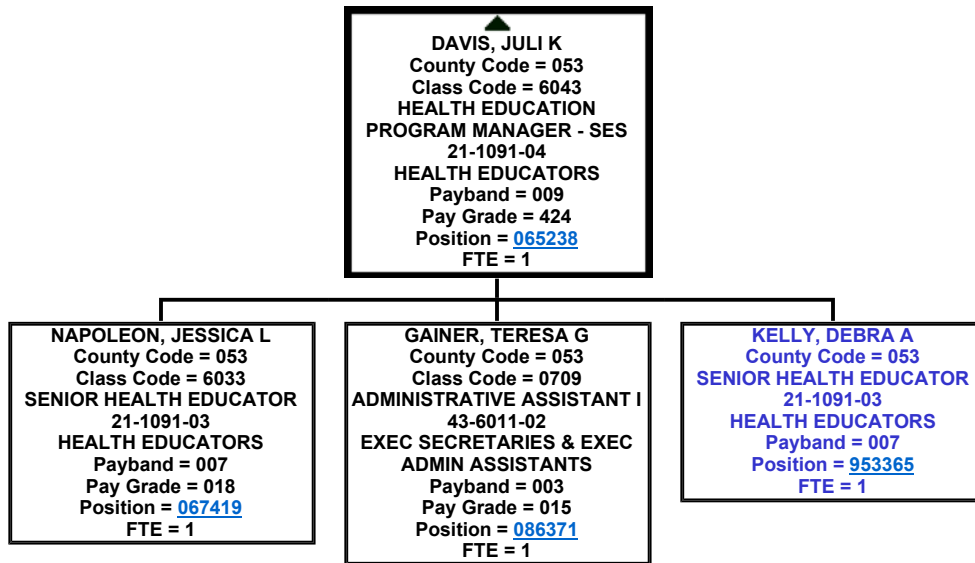 DAVIS, JULI K
County Code = 053
Class Code = 6043
HEALTH EDUCATION
PROGRAM MANAGER - SES
21-1091-04
HEALTH EDUCATORS
Payband = 009
Pay Grade = 424
Position = 065238
FTE = 1
NAPOLEON, JESSICA L
County Code = 053
Class Code = 6033
SENIOR HEALTH EDUCATOR
21-1091-03
HEALTH EDUCATORS
Payband = 007
Pay Grade = 018
Position = 067419
FTE = 1
GAINER, TERESA G
County Code = 053
Class Code = 0709
ADMINISTRATIVE ASSISTANT I
43-6011-02
EXEC SECRETARIES & EXEC
ADMIN ASSISTANTS
Payband = 003
Pay Grade = 015
Position = 086371
FTE = 1
KELLY, DEBRA A
County Code = 053
SENIOR HEALTH EDUCATOR
21-1091-03
HEALTH EDUCATORS
Payband = 007
Position = 953365
FTE = 1